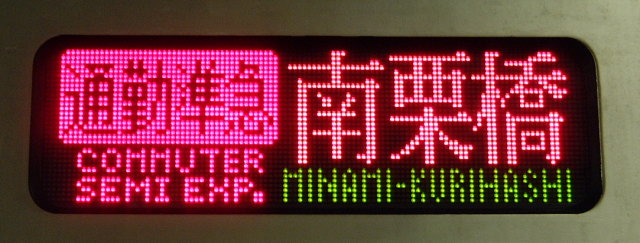 通勤準急
COMMUTER
SEMI EXP.
南栗橋
MINAMI-KURIHASHI